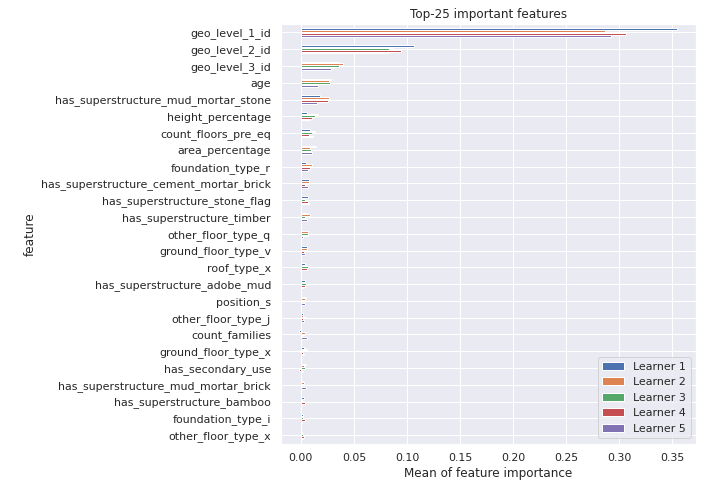 Top-25 important features
geo_level_1_id
geo_level_2_id
geo_level_3_id
age
has_superstructure_mud_mortar_stone
height_percentage
count_floors_pre_eq
area_percentage
foundation_type_r
has_superstructure_cement_mortar_brick
has_superstructure_stone_flag
has_superstructure_timber
other_floor_type_q
ground_floor_type_v
roof_type_x
has_superstructure_adobe_mud
position_s
other_floor_type_j
count_families
ground_floor_type_x
has_secondary_use
has_superstructure_mud_mortar_brick
has_superstructure_bamboo
foundation_type_i
other_floor_type_x
feature
Learner 1
Learner 2
Learner 3
Learner 4
Learner 5
0.00 0.05 0.10 0.15 0.20 0.25 0.30 0.35
Mean of feature importance